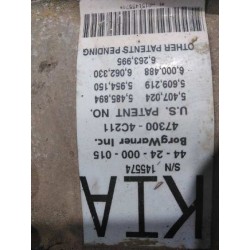 KIA
S/N 145574
44-24-000-015
BorgWarner Inc.
47300-4C211
U.S. PATENT NO.
5,407,024 5,485,894
5,609,219 5,954,150
6,000,488 6,062,330
6,263,995
OTHER PATENTS PENDING